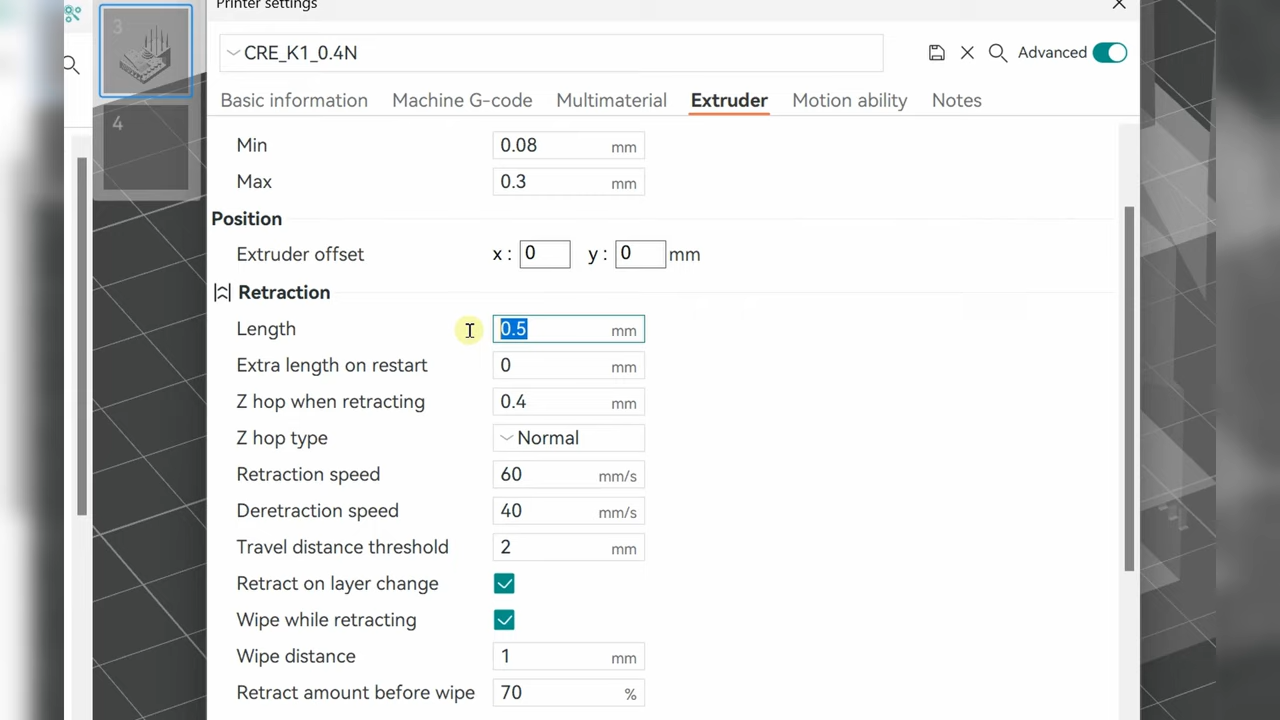 Printer settings
3
4
CRE_K1_0.4N
Advanced
Basic information Machine G-code Multimaterial Extruder Motion ability Notes
Min 0.08 mm
Max 0.3 mm
Position
Extruder offset x : 0 y : 0 mm
Retraction
Length 0.5 mm
Extra length on restart 0 mm
Z hop when retracting 0.4 mm
Z hop type Normal
Retraction speed 60 mm/s
Deretraction speed 40 mm/s
Travel distance threshold 2 mm
Retract on layer change
Wipe while retracting
Wipe distance 1 mm
Retract amount before wipe 70 %